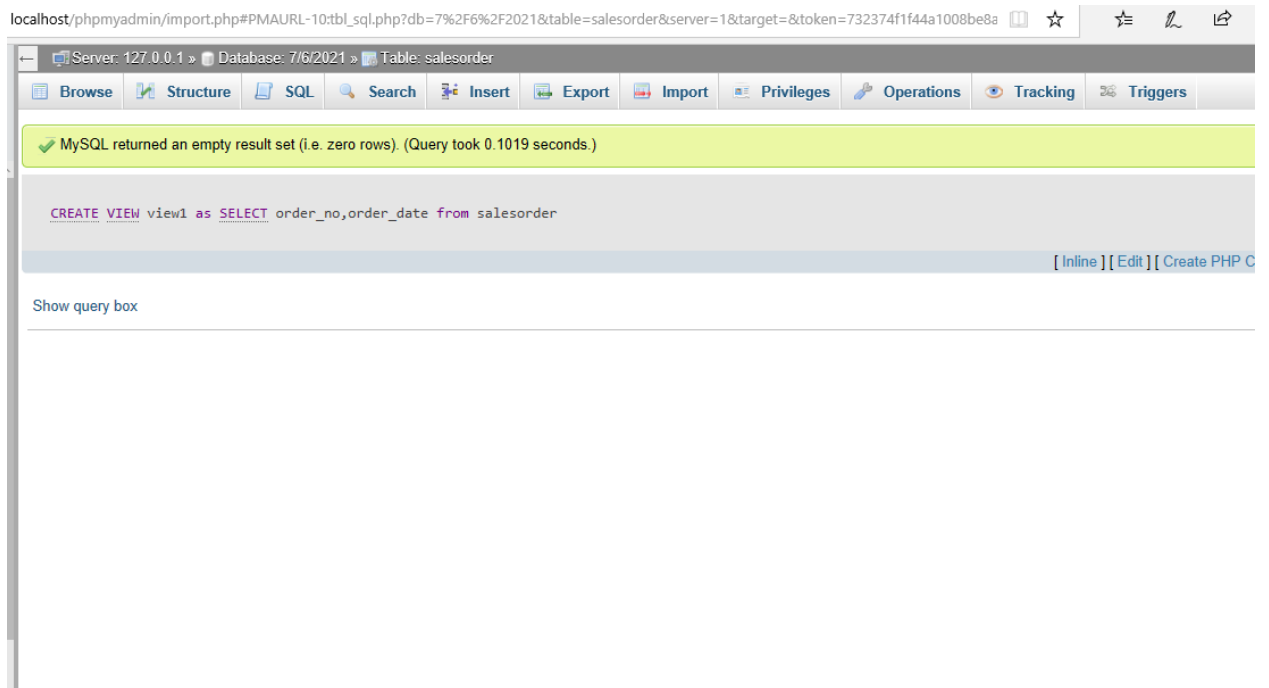 localhost/phpmyadmin/import.php#PMAURL-10:tbl_sql.php?db=7%2F6%2F2021&table=salesorder&server=1&target=&token=732374f1f44a1008be8a
Server: 127.0.0.1 » Database: 7/6/2021 » Table: salesorder
Browse Structure SQL Search Insert Export Import Privileges Operations Tracking Triggers
MySQL returned an empty result set (i.e. zero rows). (Query took 0.1019 seconds.)
CREATE VIEW view1 as SELECT order_no,order_date from salesorder
[ Inline ] [ Edit ] [ Create PHP C
Show query box